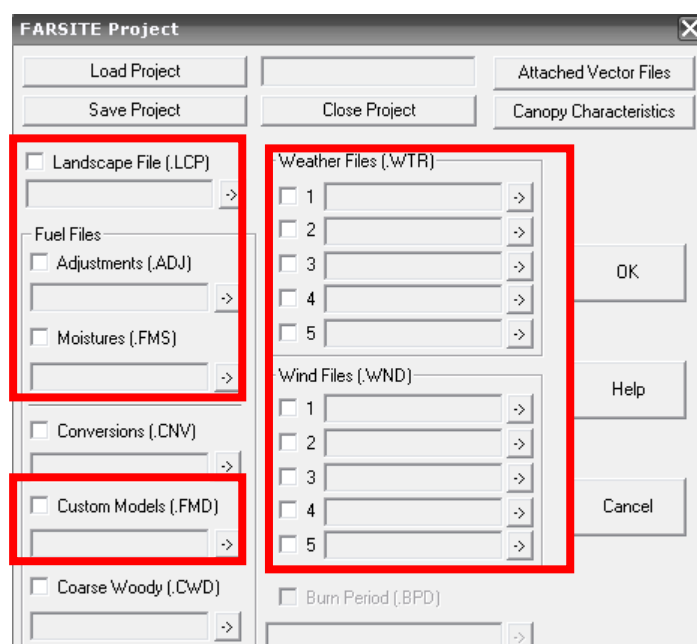 FARSITE Project
Load Project
Attached Vector Files
Save Project
Close Project
Canopy Characteristics
Landscape File (.LCP)
->
Fuel Files
Adjustments (.ADJ)
->
Moistures (.FMS)
->
Conversions (.CNV)
->
Custom Models (.FMD)
->
Coarse Woody (.CWD)
->
Weather Files (.WTR)
1 ->
2 ->
3 ->
4 ->
5 ->
Wind Files (.WND)
1 ->
2 ->
3 ->
4 ->
5 ->
Burn Period (.BPD)
->
OK
Help
Cancel